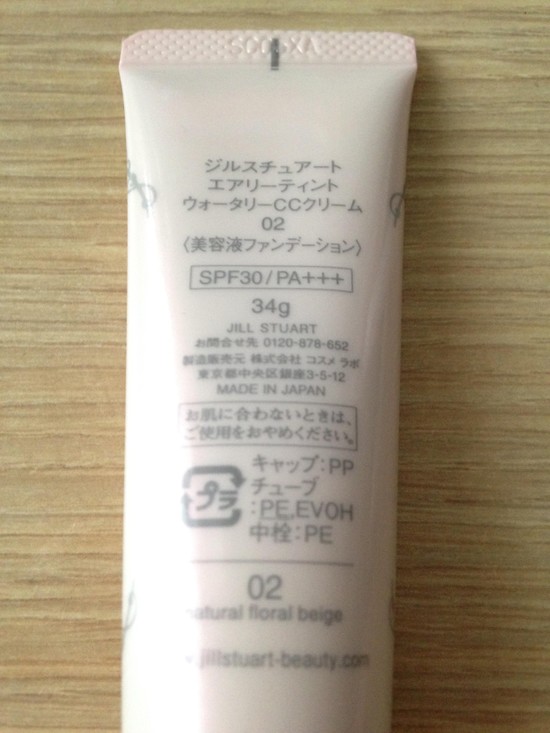 ジルスチュアート
エアリーティント
ウォータリーCCクリーム
02
〈美容液ファンデーション〉
SPF30/PA+++
34g
JILL STUART
お問合せ先 0120-878-652
製造販売元 株式会社 コスメ ラボ
東京都中央区銀座3-5-12
MADE IN JAPAN
お肌に合わないときは、
ご使用をおやめください。
プラ
キャップ:PP
チューブ
:PE,EVOH
中栓:PE
02
natural floral beige
jillstuart-beauty.com